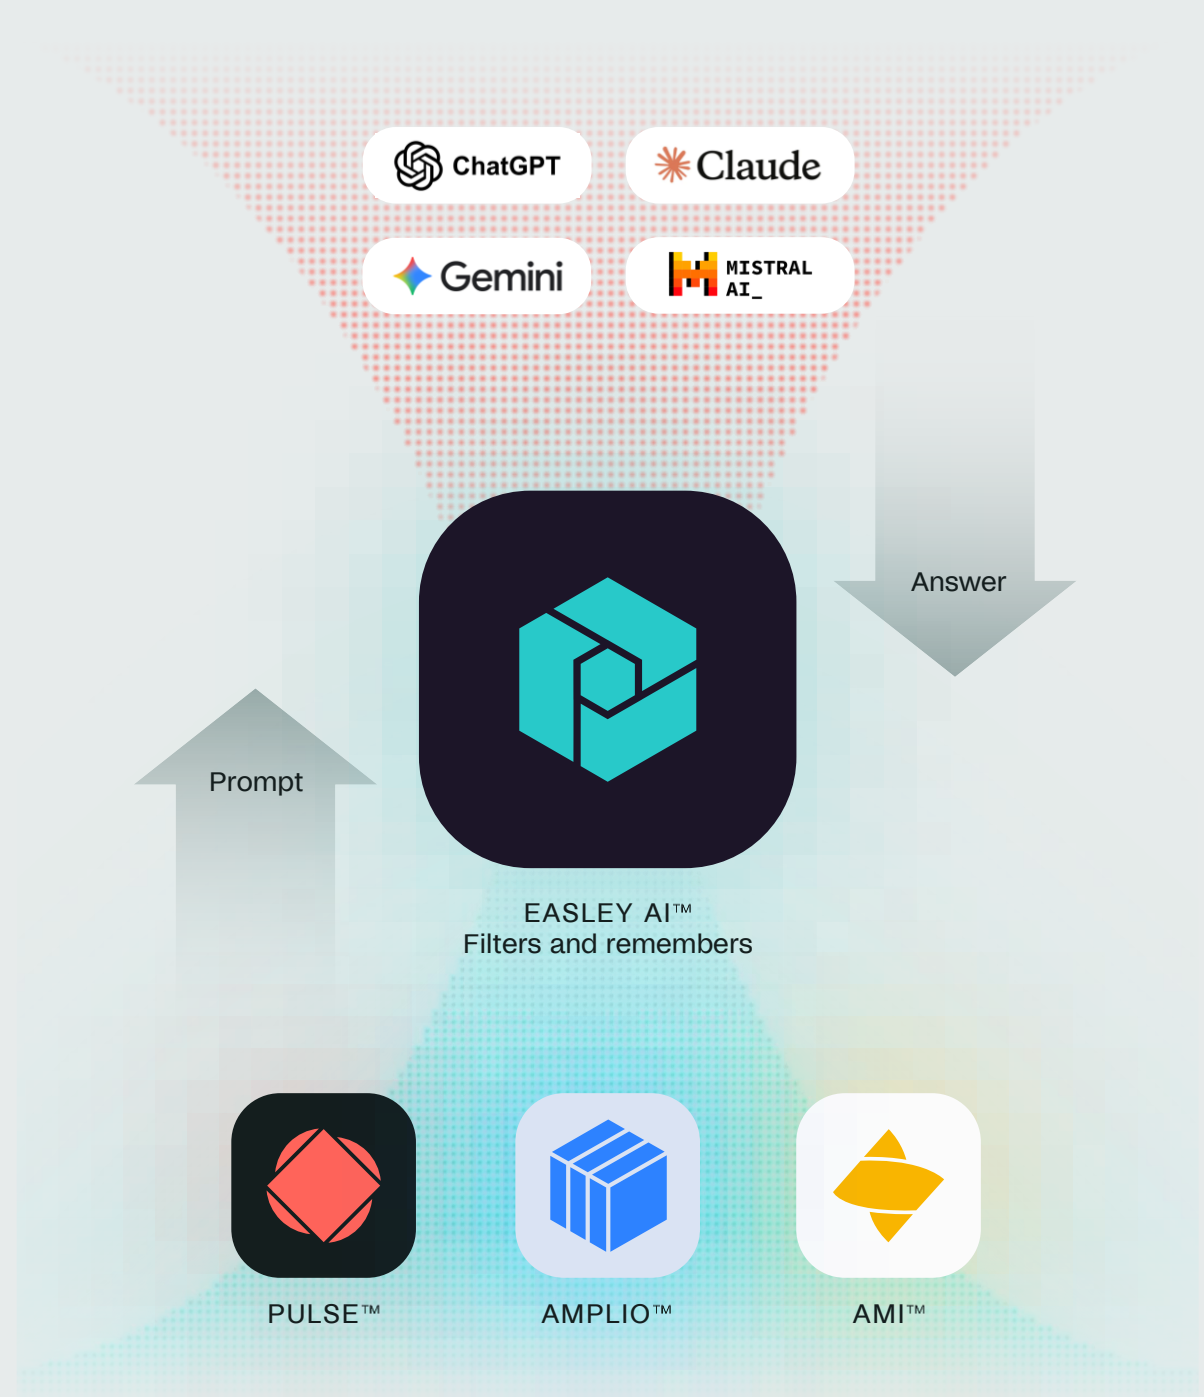 ChatGPT
Claude
Gemini
MISTRAL
AI_
Answer
Prompt
EASLEY AI™
Filters and remembers
PULSE™
AMPLIO™
AMI™